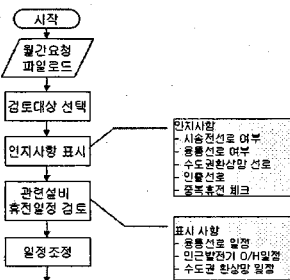 시작
월간요청
파일로드
검토대상 선택
인지사항 표시
관련설비
휴전일정 검토
일정조정
인지사항
- 시송전선로 여부
- 융통선로 여부
- 수도권환상망 선로
- 인출선로
- 중복휴전 체크
표시 사항
- 융통선로 일정
- 인근발전기 O/H일정
- 수도권 환상망 일정